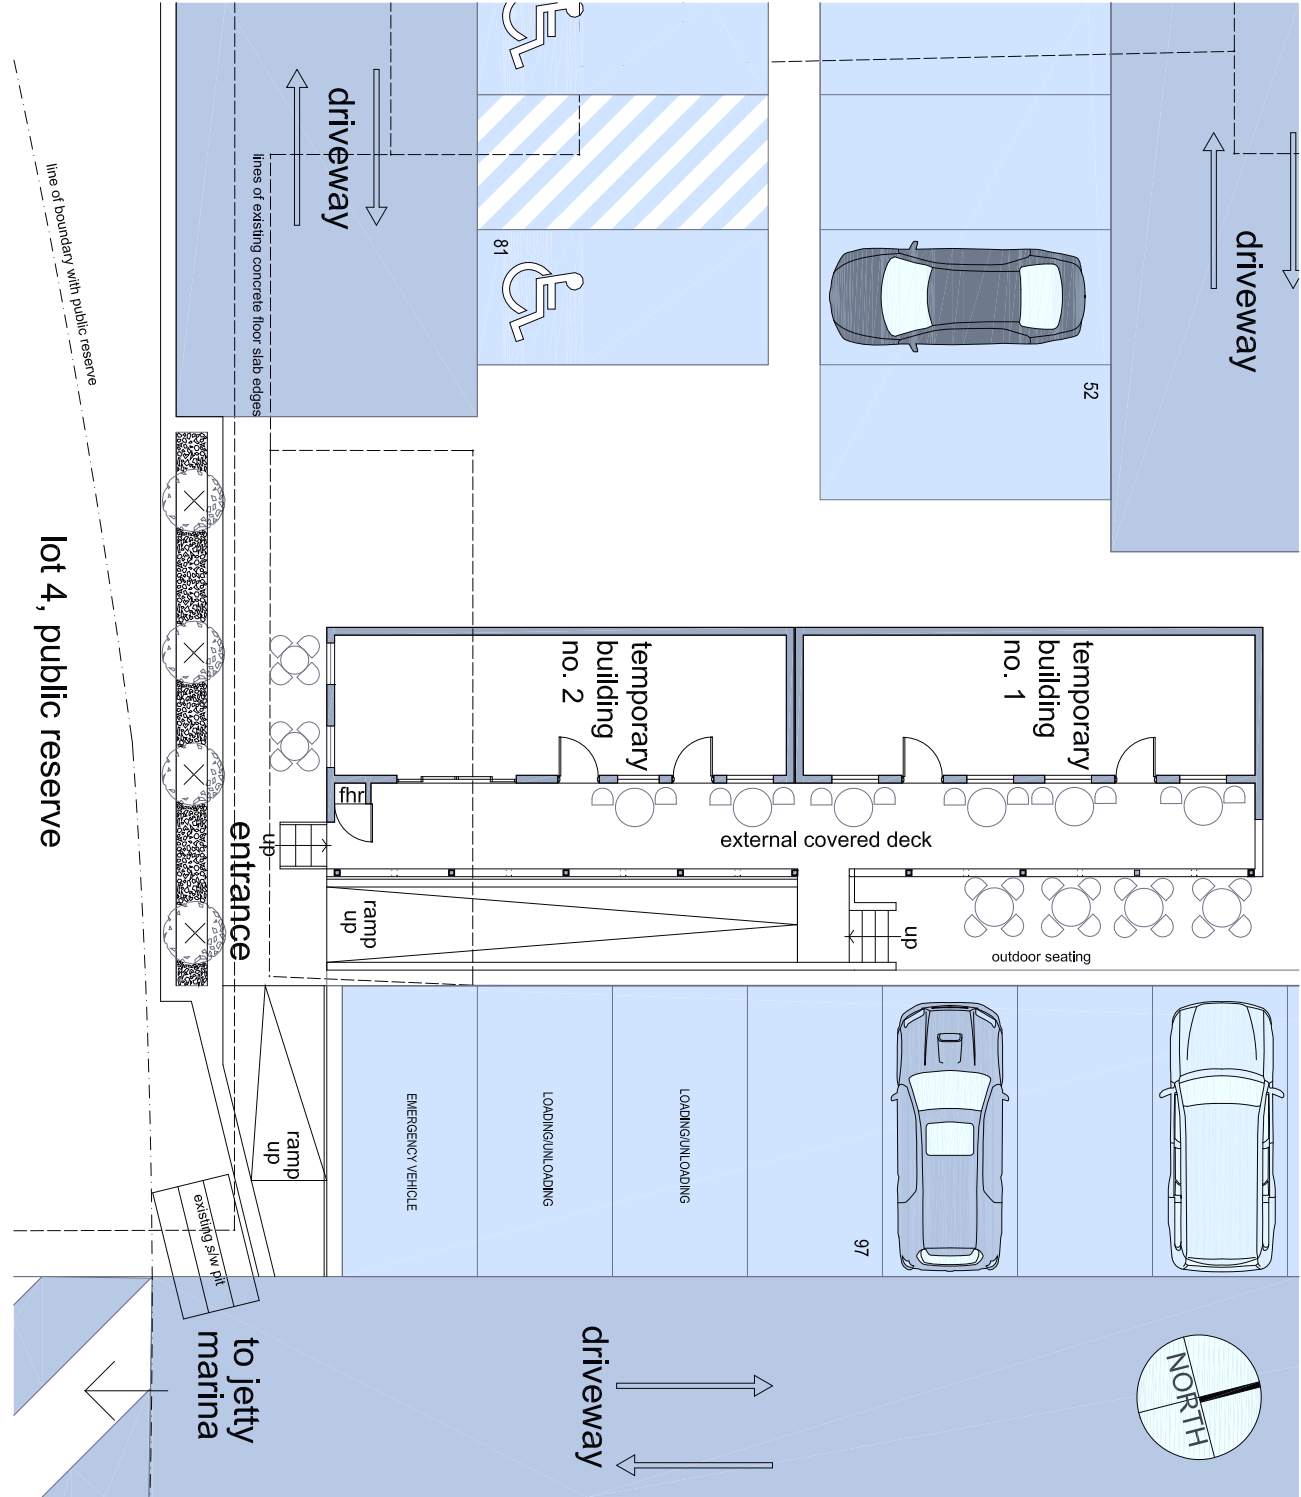 driveway
lines of existing concrete floor slab edges
line of boundary with public reserve
81
driveway
52
lot 4, public reserve
temporary
building
no. 2
temporary
building
no. 1
fhr
external covered deck
entrance
up
ramp
up
up
outdoor seating
ramp
up
EMERGENCY VEHICLE
LOADING/UNLOADING
LOADING/UNLOADING
97
existing s/w pit
to jetty
marina
driveway
NORTH